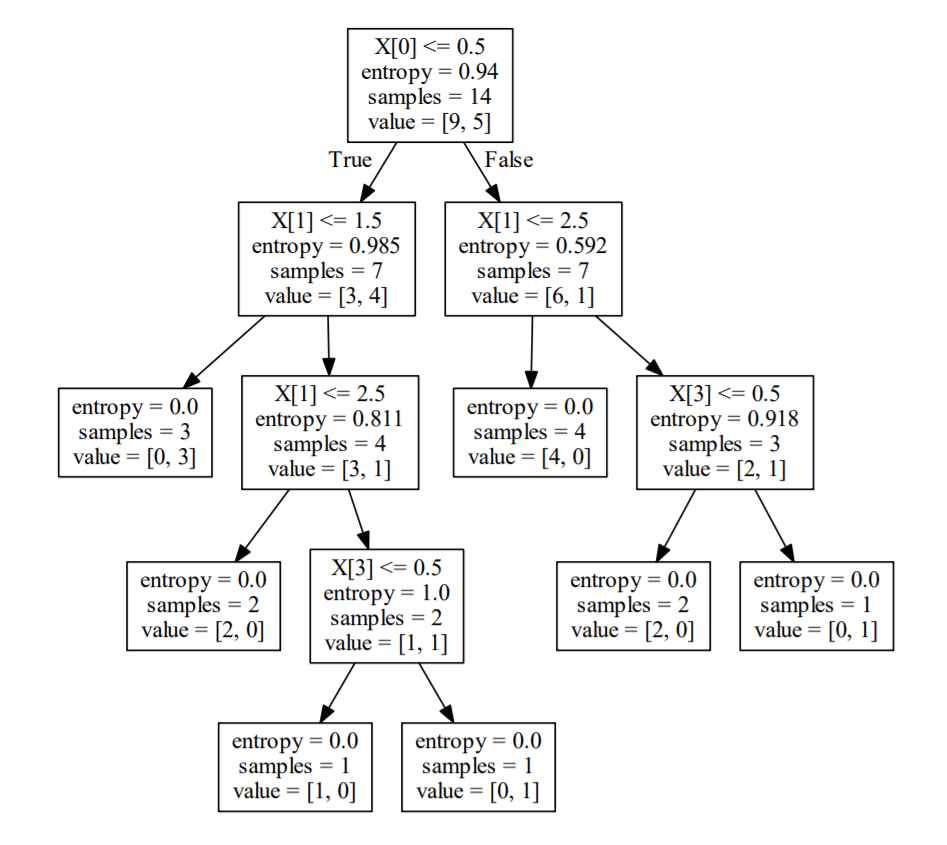 X[0] <= 0.5
entropy = 0.94
samples = 14
value = [9, 5]
True
False
X[1] <= 1.5
entropy = 0.985
samples = 7
value = [3, 4]
X[1] <= 2.5
entropy = 0.592
samples = 7
value = [6, 1]
entropy = 0.0
samples = 3
value = [0, 3]
X[1] <= 2.5
entropy = 0.811
samples = 4
value = [3, 1]
entropy = 0.0
samples = 4
value = [4, 0]
X[3] <= 0.5
entropy = 0.918
samples = 3
value = [2, 1]
entropy = 0.0
samples = 2
value = [2, 0]
X[3] <= 0.5
entropy = 1.0
samples = 2
value = [1, 1]
entropy = 0.0
samples = 2
value = [2, 0]
entropy = 0.0
samples = 1
value = [0, 1]
entropy = 0.0
samples = 1
value = [1, 0]
entropy = 0.0
samples = 1
value = [0, 1]